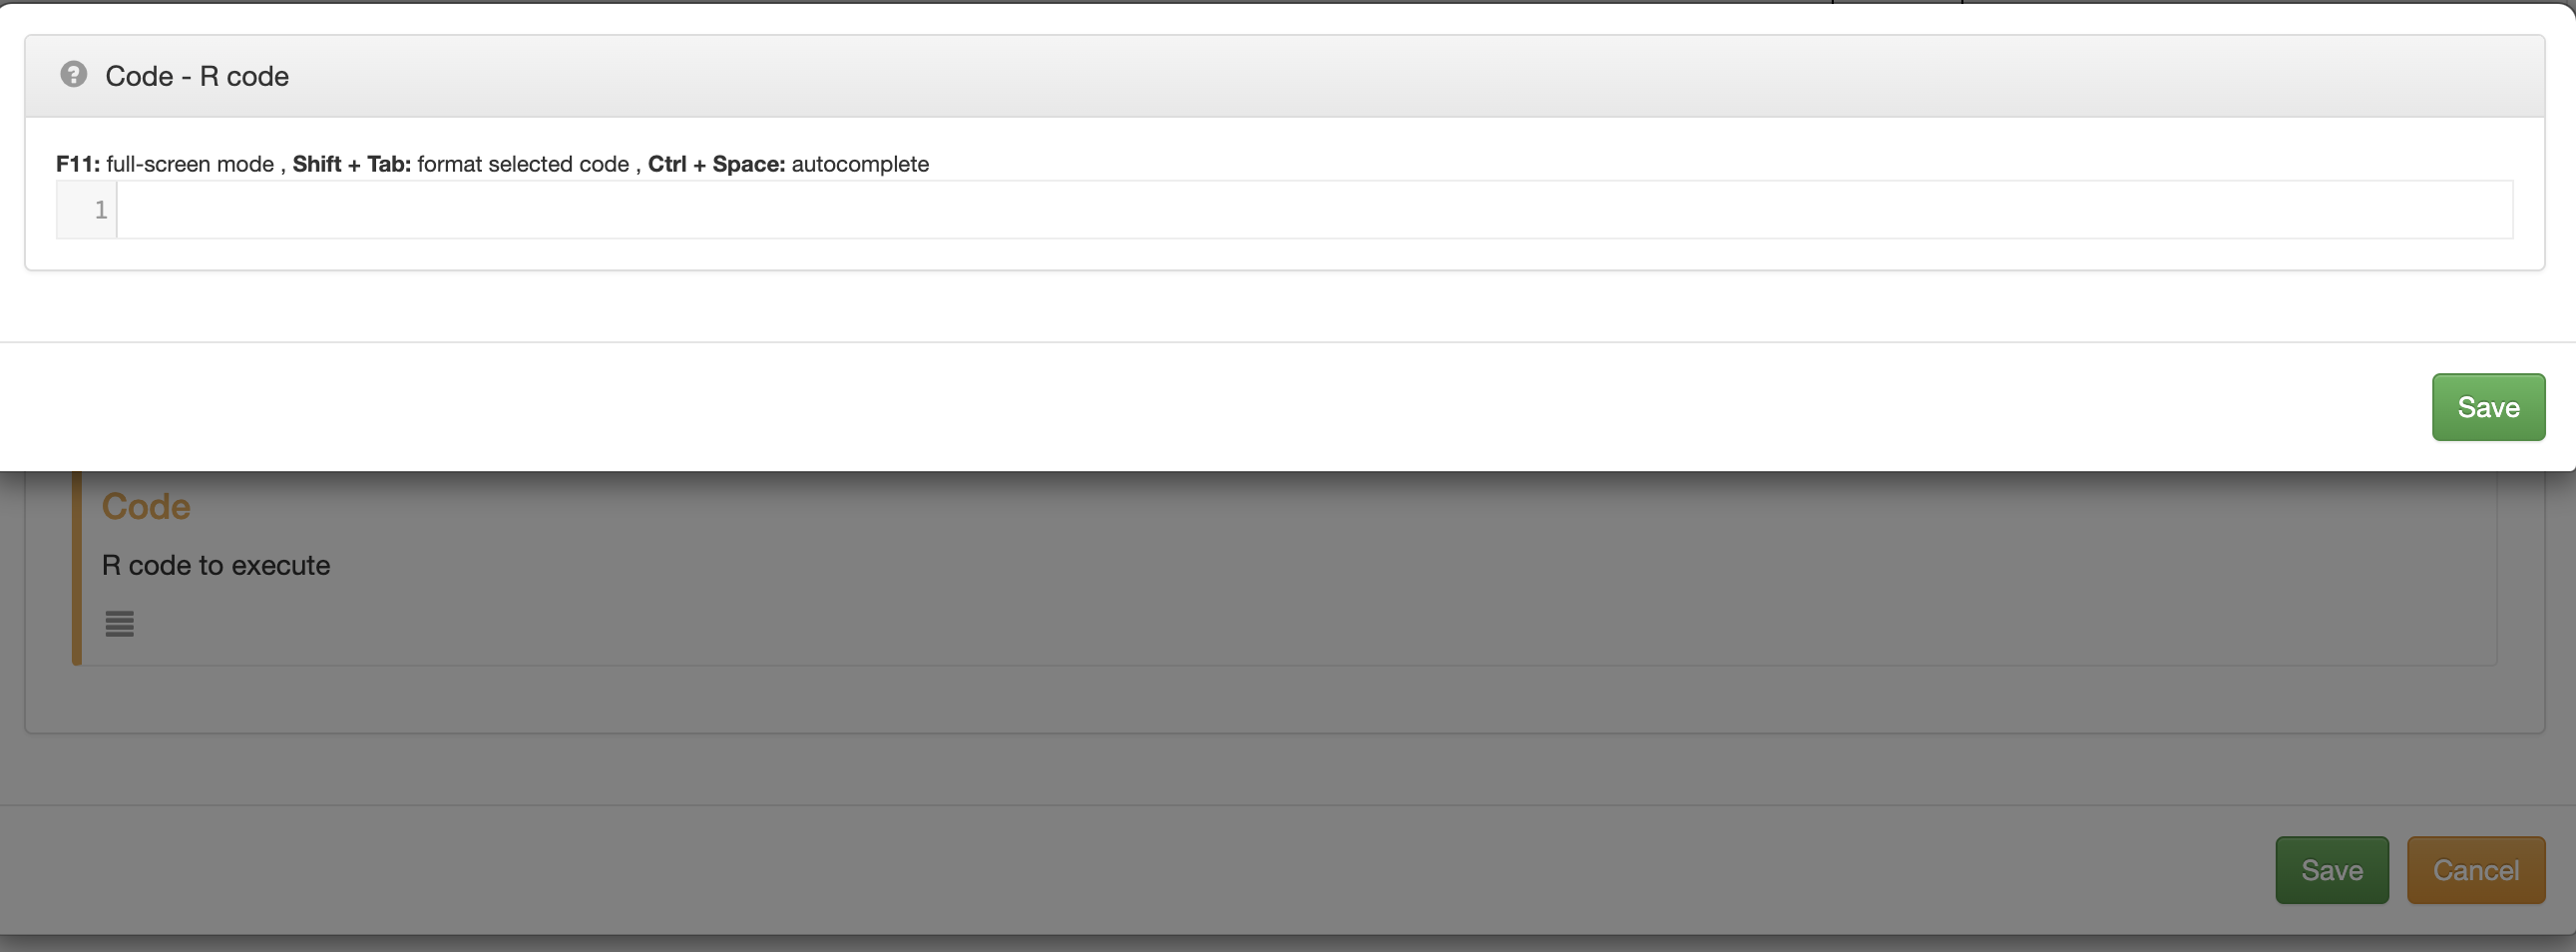 Code - R code
F11: full-screen mode , Shift + Tab: format selected code , Ctrl + Space: autocomplete
1
Save
Code
R code to execute
Save Cancel